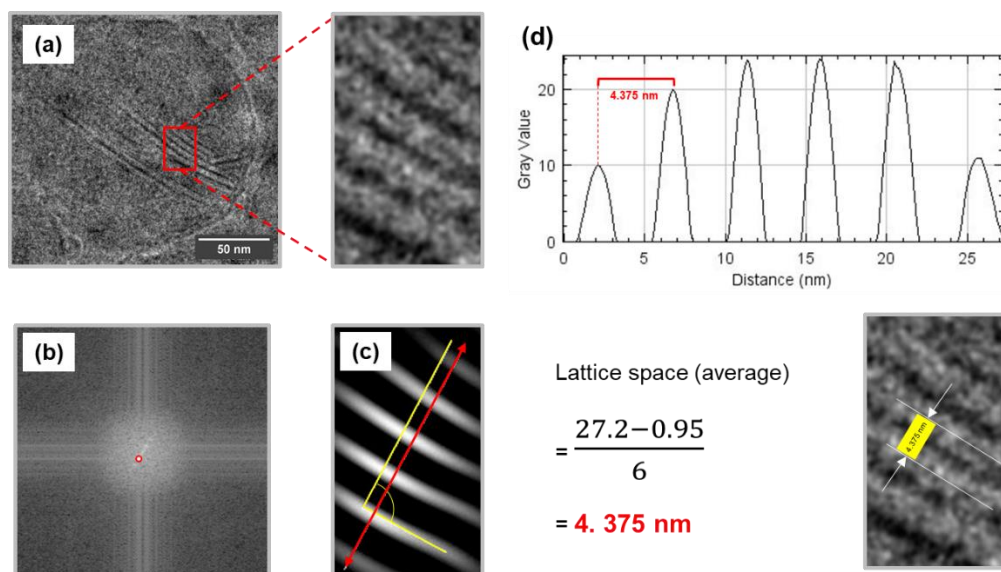 (a)
50 nm
(d)
20
10
0
Gray Value
4.375 nm
0 5 10 15 20 25
Distance (nm)
(b)
(c)
Lattice space (average)
= 27.2−0.95
6
= 4. 375 nm
4.375 nm